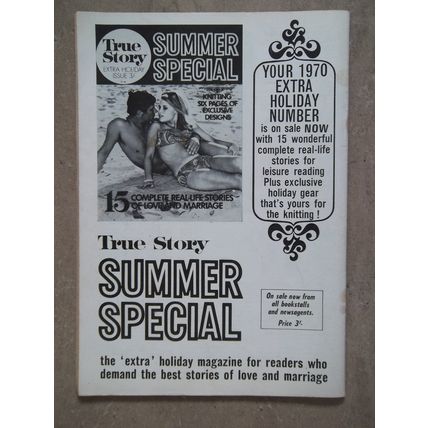 True
Story
EXTRA HOLIDAY
ISSUE 3/-
SUMMER
SPECIAL
KNITTING
SIX PAGES OF
EXCLUSIVE
DESIGNS
15 COMPLETE REAL-LIFE STORIES
OF LOVE AND MARRIAGE
YOUR 1970
EXTRA
HOLIDAY
NUMBER
is on sale NOW
with 15 wonderful
complete real-life
stories for
leisure reading
Plus exclusive
holiday gear
that's yours for
the knitting!
True Story
SUMMER
SPECIAL
On sale now from
all bookstalls
and newsagents.
Price 3/-
the 'extra' holiday magazine for readers who
demand the best stories of love and marriage